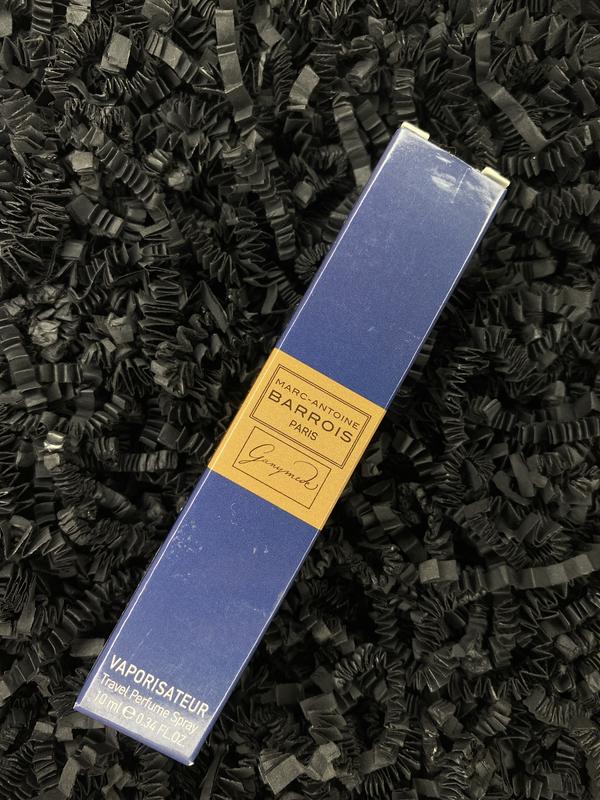 MARC-ANTOINE
BARROIS
PARIS
Ganymede
VAPORISATEUR
Travel Perfume Spray
10 ml ℮ 0.34 FL.OZ.